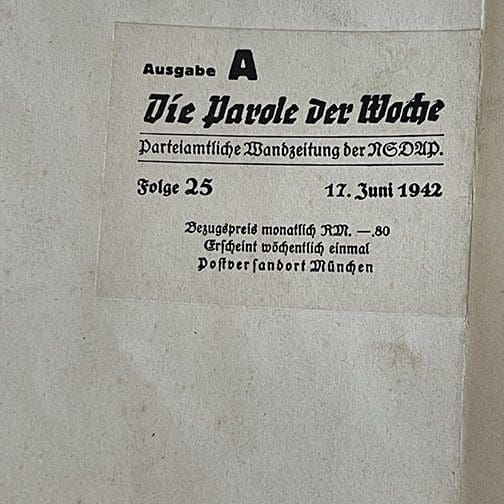 Ausgabe A
Die Parole der Woche
Parteiamtliche Wandzeitung der NSDAP.
Folge 25 17. Juni 1942
Bezugspreis monatlich RM. —.80
Erscheint wöchentlich einmal
Postversandort München